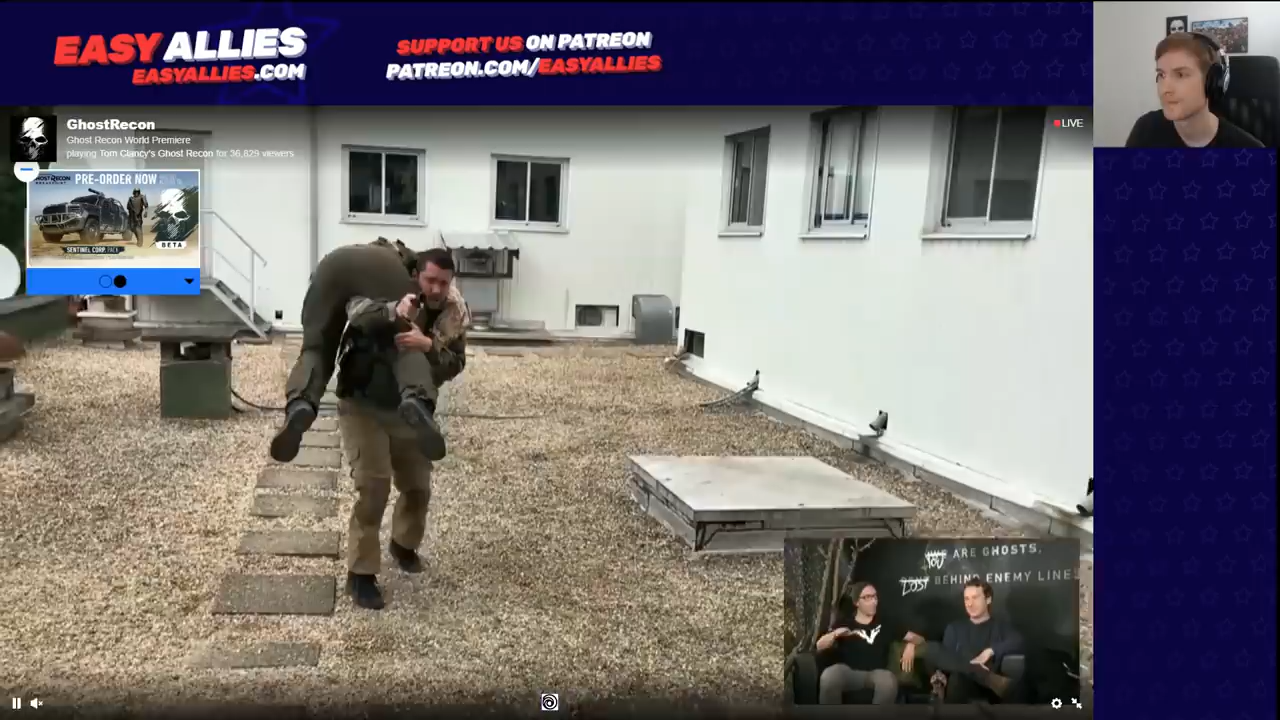 EASY ALLIES
EASYALLIES.COM
SUPPORT US ON PATREON
PATREON.COM/EASYALLIES
GhostRecon
Ghost Recon World Premiere
playing Tom Clancy's Ghost Recon for 36,829 viewers
LIVE
PRE-ORDER NOW
BETA
SENTINEL CORP. PACK
YOU ARE GHOSTS,
LOST BEHIND ENEMY LINES